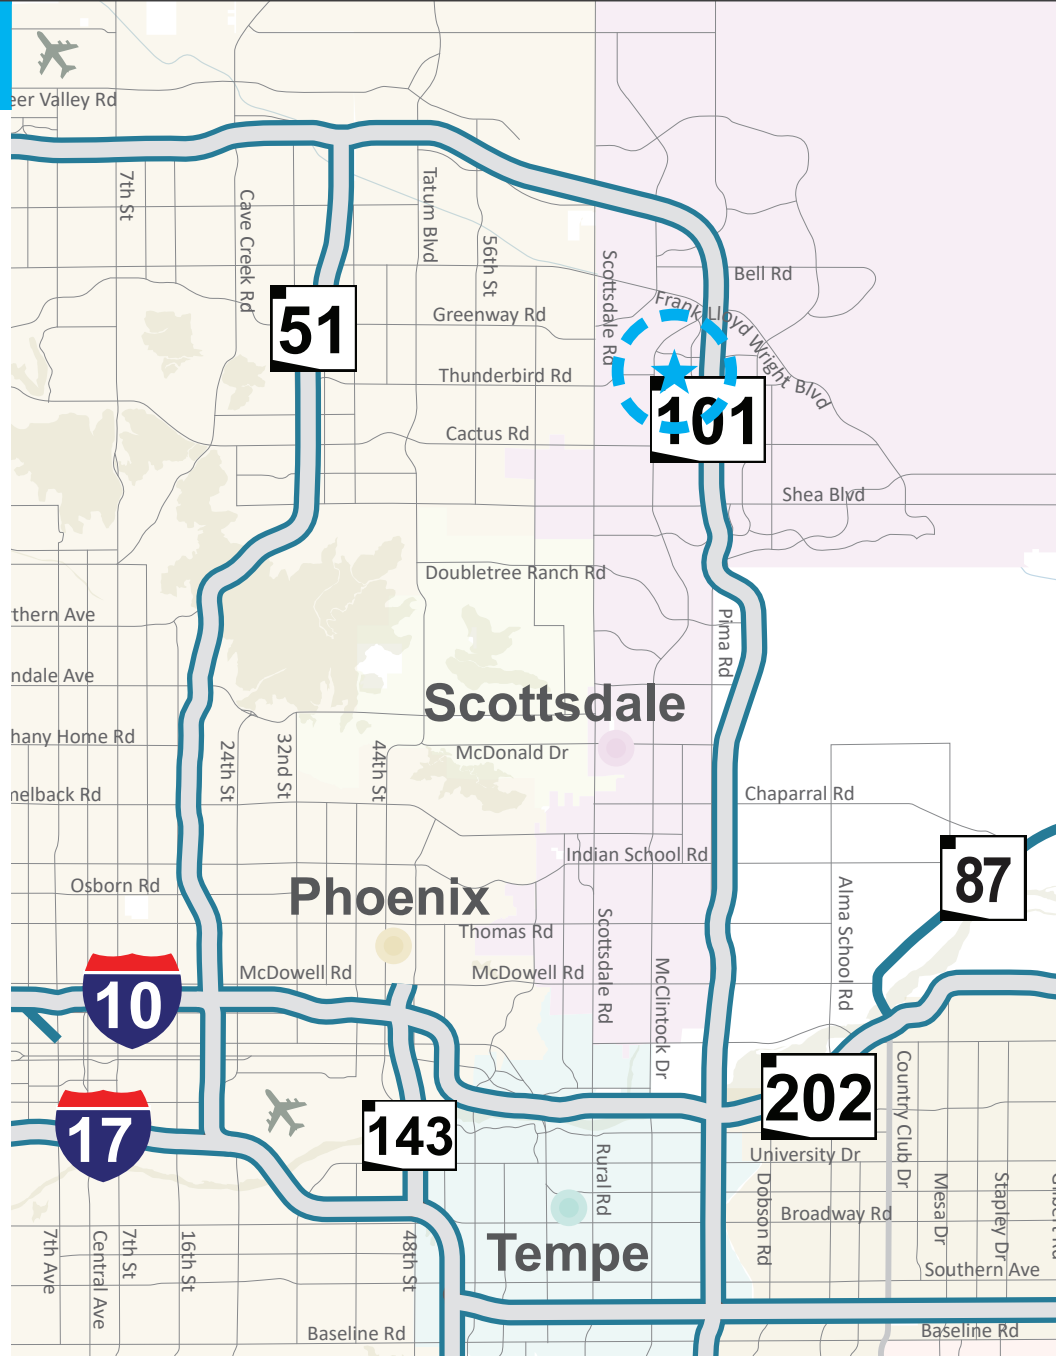 eer Valley Rd
7th St
Cave Creek Rd
Tatum Blvd
56th St
Scottsdale Rd
Bell Rd
Frank Lloyd Wright Blvd
51
Greenway Rd
Thunderbird Rd
101
Cactus Rd
Shea Blvd
Doubletree Ranch Rd
thern Ave
Pima Rd
ndale Ave
Scottsdale
hany Home Rd
24th St
32nd St
44th St
McDonald Dr
melback Rd
Chaparral Rd
Indian School Rd
87
Osborn Rd
Phoenix
Alma School Rd
Thomas Rd
Scottsdale Rd
McDowell Rd
McDowell Rd
McClintock Dr
10
202
Country Club Dr
17
143
University Dr
Rural Rd
Dobson Rd
Broadway Rd
Mesa Dr
Stapley Dr
7th Ave
Central Ave
7th St
16th St
48th St
Tempe
Southern Ave
Baseline Rd
Baseline Rd